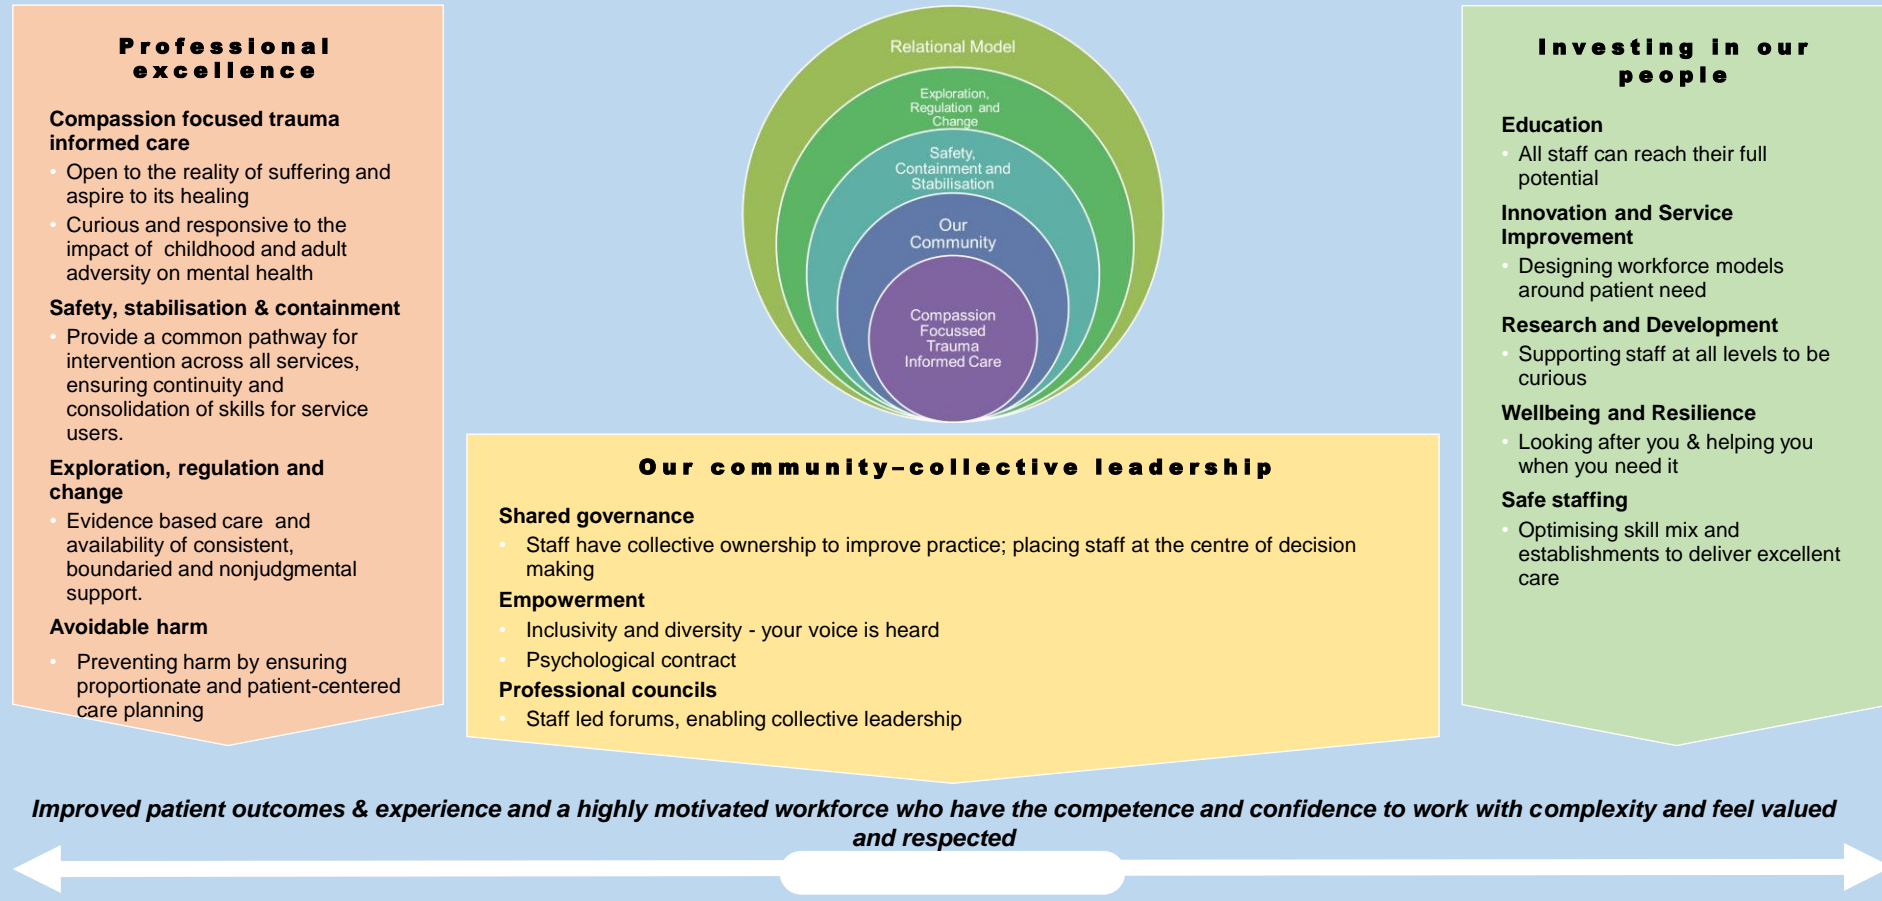 Professional
excellence
Compassion focused trauma
informed care
• Open to the reality of suffering and
aspire to its healing
• Curious and responsive to the
impact of childhood and adult
adversity on mental health
Safety, stabilisation & containment
• Provide a common pathway for
intervention across all services,
ensuring continuity and
consolidation of skills for service
users.
Exploration, regulation and
change
• Evidence based care and
availability of consistent,
boundaried and nonjudgmental
support.
Avoidable harm
• Preventing harm by ensuring
proportionate and patient-centered
care planning
Relational Model
Exploration,
Regulation and
Change
Safety,
Containment and
Stabilisation
Our
Community
Compassion
Focussed
Trauma
Informed Care
Our community–collective leadership
Shared governance
• Staff have collective ownership to improve practice; placing staff at the centre of decision
making
Empowerment
• Inclusivity and diversity - your voice is heard
• Psychological contract
Professional councils
• Staff led forums, enabling collective leadership
Investing in our
people
Education
• All staff can reach their full
potential
Innovation and Service
Improvement
• Designing workforce models
around patient need
Research and Development
• Supporting staff at all levels to be
curious
Wellbeing and Resilience
• Looking after you & helping you
when you need it
Safe staffing
• Optimising skill mix and
establishments to deliver excellent
care
Improved patient outcomes & experience and a highly motivated workforce who have the competence and confidence to work with complexity and feel valued
and respected